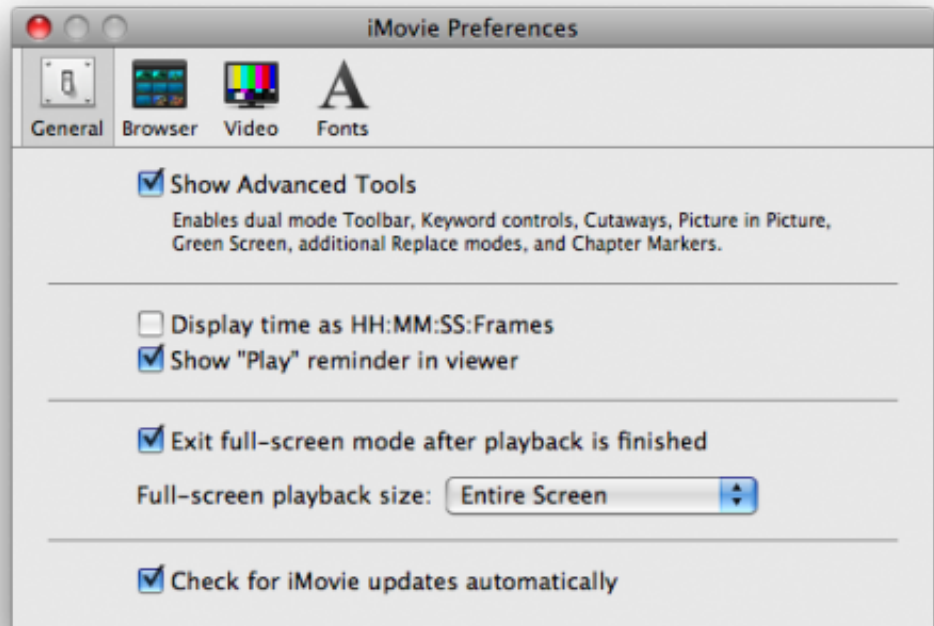 iMovie Preferences
General Browser Video Fonts
Show Advanced Tools
Enables dual mode Toolbar, Keyword controls, Cutaways, Picture in Picture,
Green Screen, additional Replace modes, and Chapter Markers.
Display time as HH:MM:SS:Frames
Show "Play" reminder in viewer
Exit full-screen mode after playback is finished
Full-screen playback size: Entire Screen
Check for iMovie updates automatically